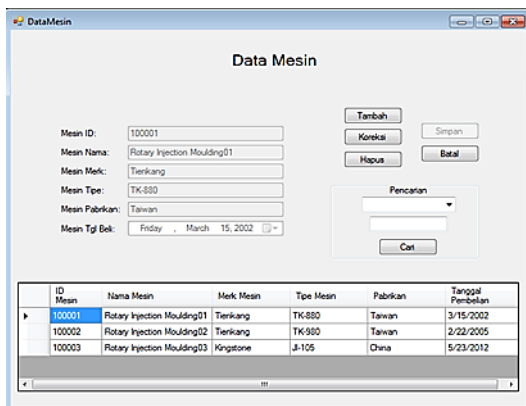 DataMesin
Data Mesin
Mesin ID: 100001
Mesin Nama: Rotary Injection Moulding01
Mesin Merk: Tienkang
Mesin Tipe: TK-880
Mesin Pabrikan: Taiwan
Mesin Tgl Beli: Friday , March 15, 2002
Tambah
Koreksi Simpan
Hapus Batal
Pencarian
Cari
ID Mesin Nama Mesin Merk Mesin Tipe Mesin Pabrikan Tanggal Pembelian
100001 Rotary Injection Moulding01 Tienkang TK-880 Taiwan 3/15/2002
100002 Rotary Injection Moulding02 Tienkang TK-980 Taiwan 2/22/2005
100003 Rotary Injection Moulding03 Kingstone JI-105 China 5/23/2012